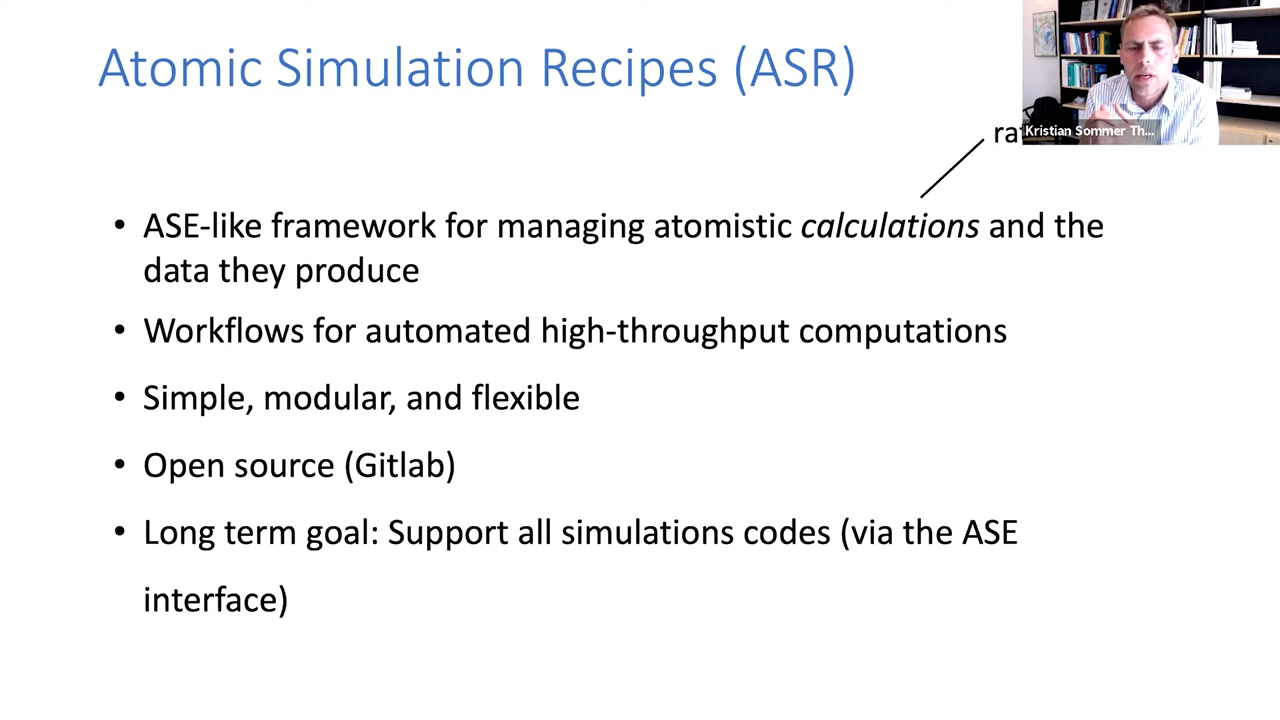 Atomic Simulation Recipes (ASR)
Kristian Sommer Th...
• ASE-like framework for managing atomistic calculations and the
data they produce
• Workflows for automated high-throughput computations
• Simple, modular, and flexible
• Open source (Gitlab)
• Long term goal: Support all simulations codes (via the ASE
interface)